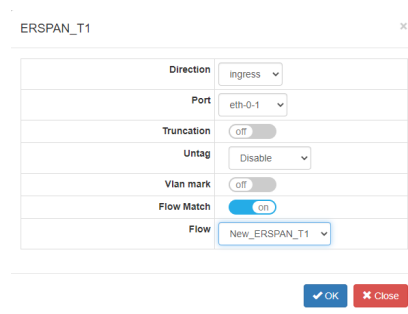 ERSPAN_T1 ×
Direction ingress
Port eth-0-1
Truncation off
Untag Disable
Vlan mark off
Flow Match on
Flow New_ERSPAN_T1
✔ OK ✖ Close